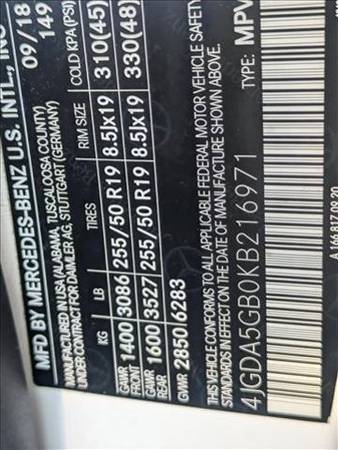 MFD BY MERCEDES-BENZ U.S. INTL., INC
09/18
149
MANUFACTURED IN USA (ALABAMA, TUSCALOOSA COUNTY)
UNDER CONTRACT FOR DAIMLER AG, STUTTGART (GERMANY)
KG LB TIRES RIM SIZE COLD KPA (PSI)
GAWR FRONT 1400 3086 255/50 R19 8.5Jx19 310(45)
GAWR REAR 1600 3527 255/50 R19 8.5Jx19 330(48)
GVWR 2850 6283
THIS VEHICLE CONFORMS TO ALL APPLICABLE FEDERAL MOTOR VEHICLE SAFETY
STANDARDS IN EFFECT ON THE DATE OF MANUFACTURE SHOWN ABOVE.
4JGDA5GB0KB216971 TYPE: MPV
A 166 817 09 20